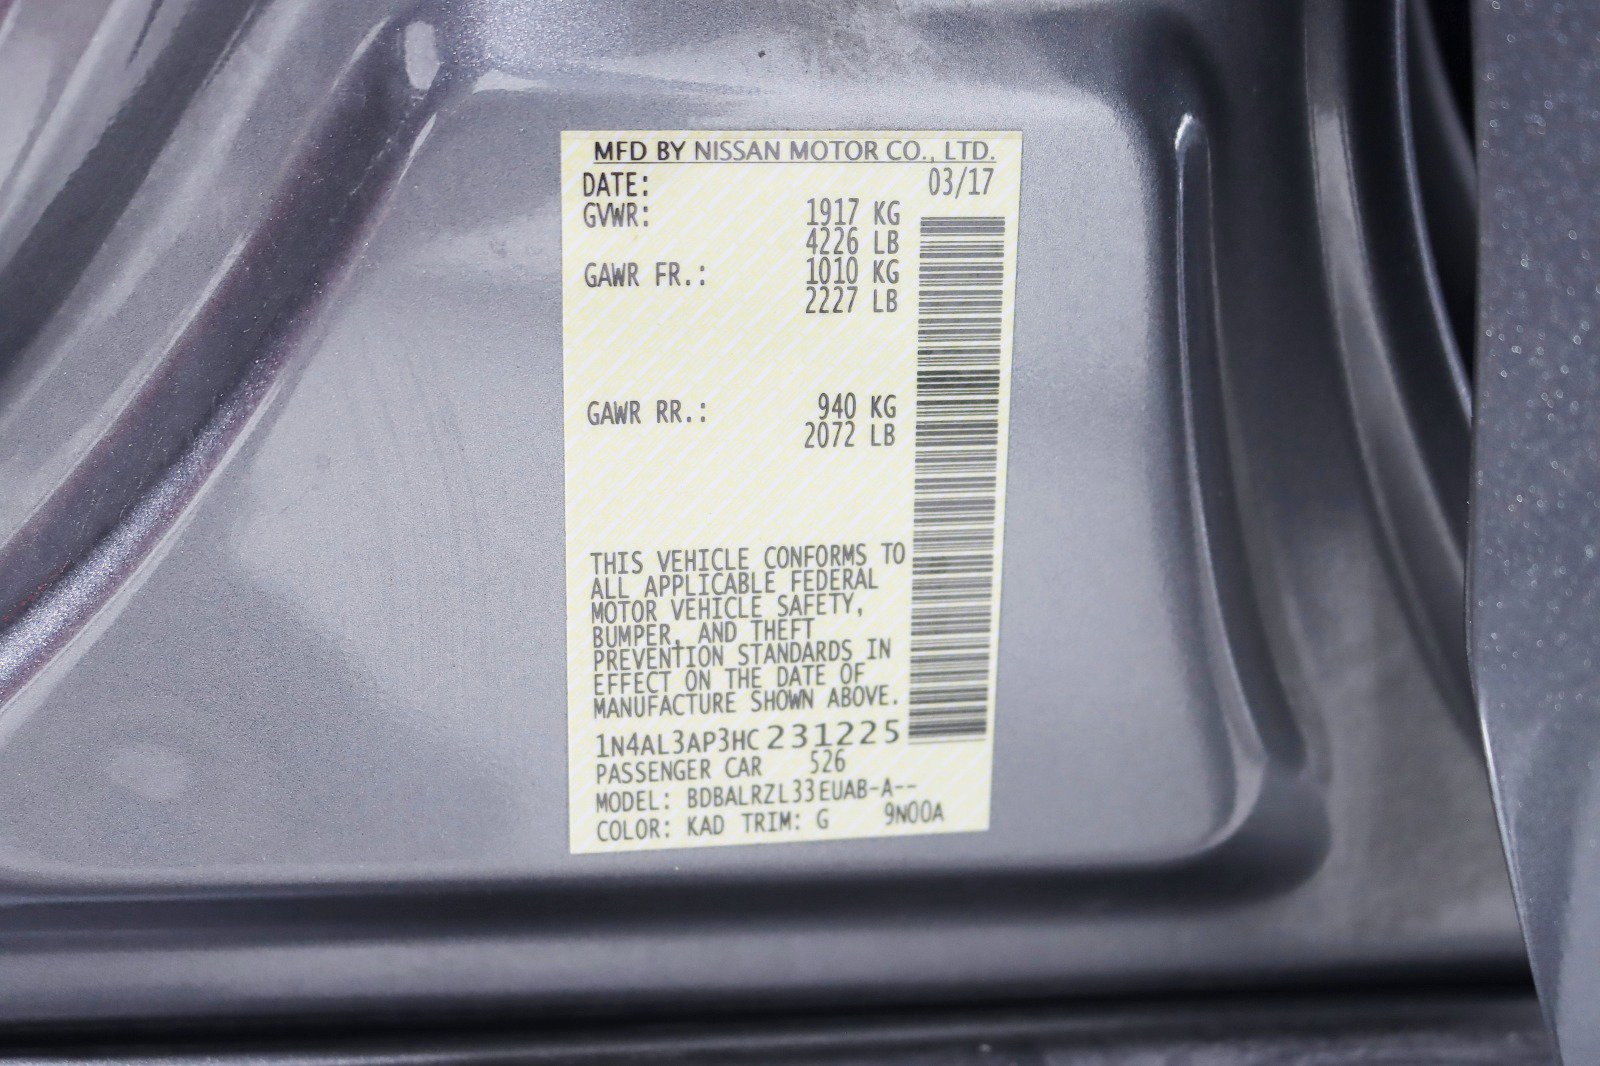 MFD BY NISSAN MOTOR CO., LTD.
DATE: 03/17
GVWR: 1917 KG
4226 LB
GAWR FR.: 1010 KG
2227 LB
GAWR RR.: 940 KG
2072 LB
THIS VEHICLE CONFORMS TO
ALL APPLICABLE FEDERAL
MOTOR VEHICLE SAFETY,
BUMPER, AND THEFT
PREVENTION STANDARDS IN
EFFECT ON THE DATE OF
MANUFACTURE SHOWN ABOVE.
1N4AL3AP3HC231225
PASSENGER CAR 526
MODEL: BDBALRZL33EUAB-A--
COLOR: KAD TRIM: G 9N00A